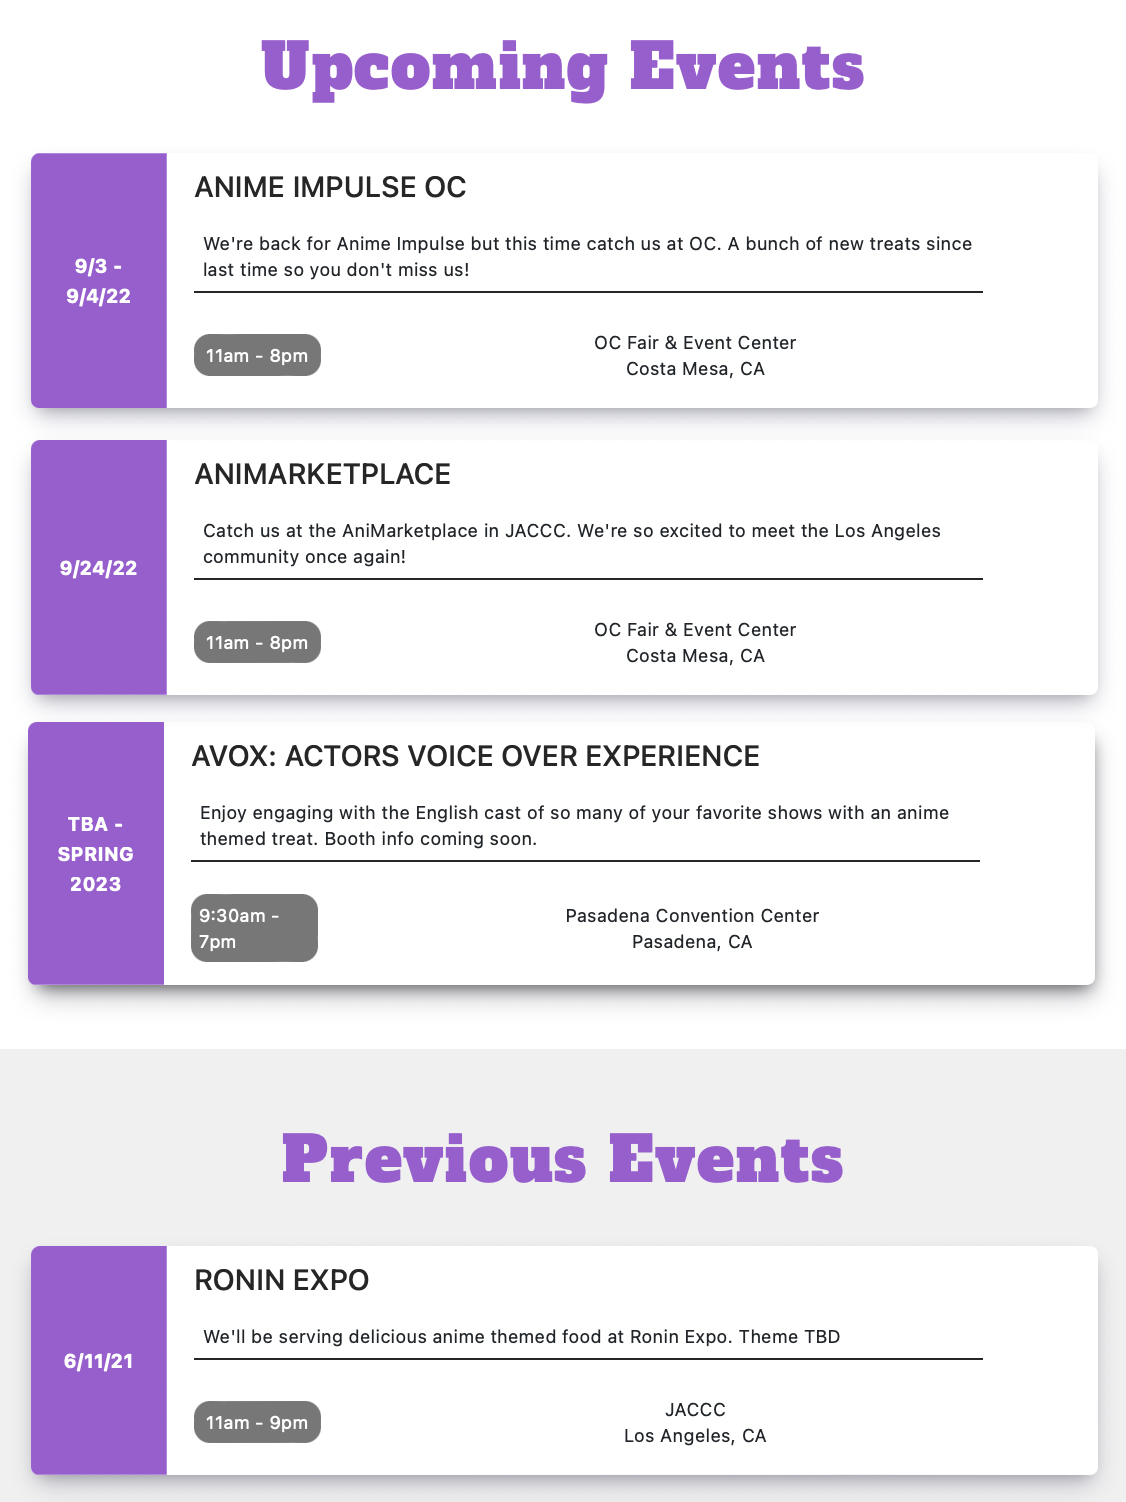 Upcoming Events
9/3 -
9/4/22
ANIME IMPULSE OC
We're back for Anime Impulse but this time catch us at OC. A bunch of new treats since
last time so you don't miss us!
11am - 8pm
OC Fair & Event Center
Costa Mesa, CA
9/24/22
ANIMARKETPLACE
Catch us at the AniMarketplace in JACCC. We're so excited to meet the Los Angeles
community once again!
11am - 8pm
OC Fair & Event Center
Costa Mesa, CA
TBA -
SPRING
2023
AVOX: ACTORS VOICE OVER EXPERIENCE
Enjoy engaging with the English cast of so many of your favorite shows with an anime
themed treat. Booth info coming soon.
9:30am -
7pm
Pasadena Convention Center
Pasadena, CA
Previous Events
6/11/21
RONIN EXPO
We'll be serving delicious anime themed food at Ronin Expo. Theme TBD
11am - 9pm
JACCC
Los Angeles, CA